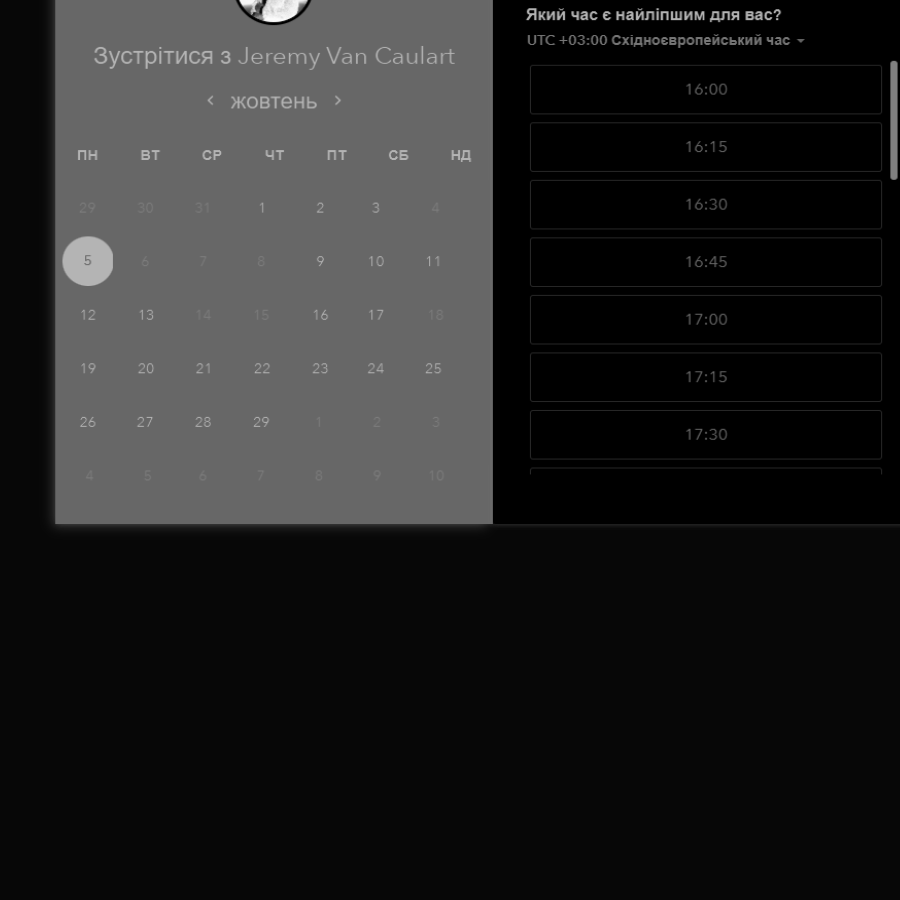 Зустрітися з Jeremy Van Caulart
жовтень
ПН ВТ СР ЧТ ПТ СБ НД
29 30 31 1 2 3 4
5 6 7 8 9 10 11
12 13 14 15 16 17 18
19 20 21 22 23 24 25
26 27 28 29 1 2 3
4 5 6 7 8 9 10
Який час є найліпшим для вас?
UTC +03:00 Східноєвропейський час
16:00
16:15
16:30
16:45
17:00
17:15
17:30